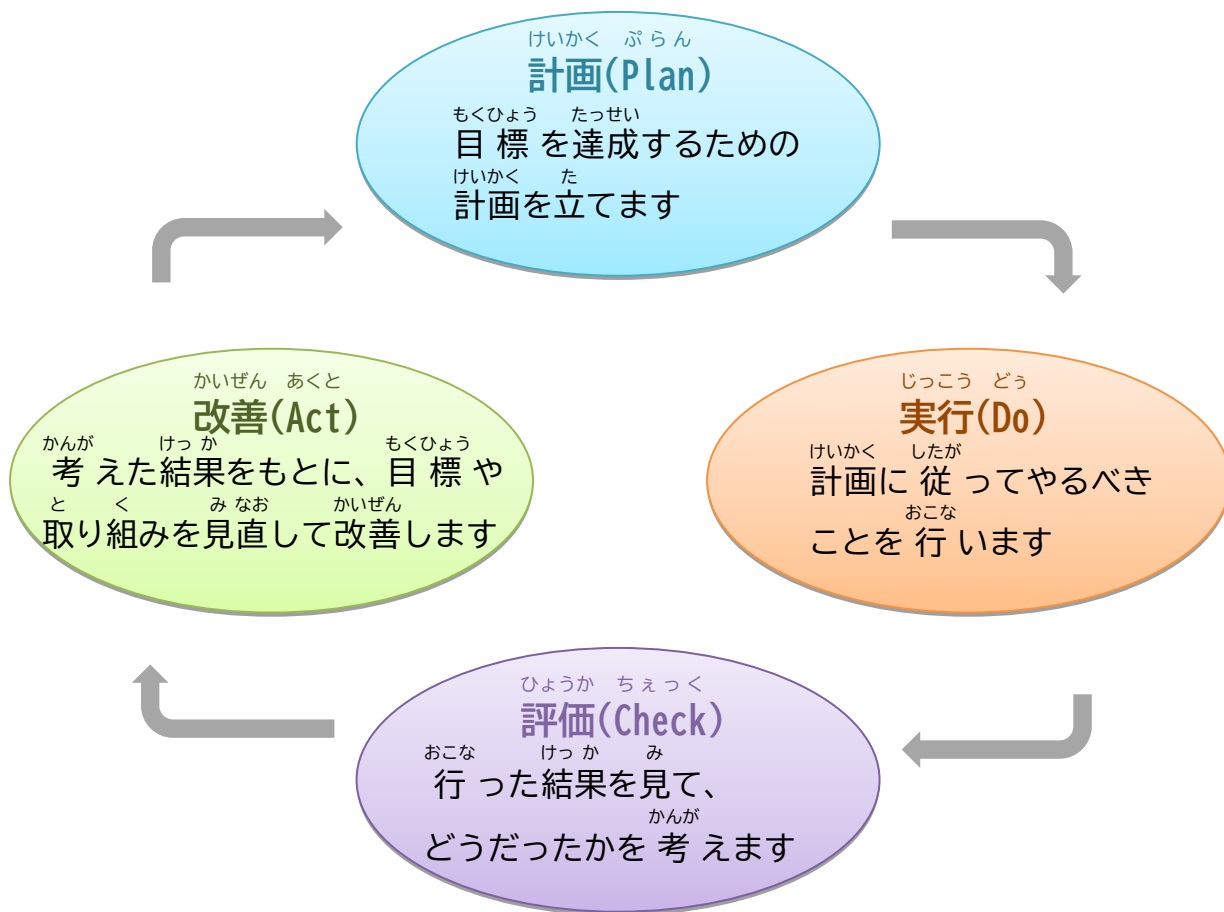 けいかく ぷらん
計画(Plan)
もくひょう たっせい
目標を達成するための
けいかく た
計画を立てます
じっこう どぅ
実行(Do)
けいかく したが
計画に従ってやるべき
おこな
ことを行います
ひょうか ちぇっく
評価(Check)
おこな けっか み
行った結果を見て、
かんが
どうだったかを考えます
かいぜん あくと
改善(Act)
かんが けっか もくひょう
考えた結果をもとに、目標や
と く みなお かいぜん
取り組みを見直して改善します